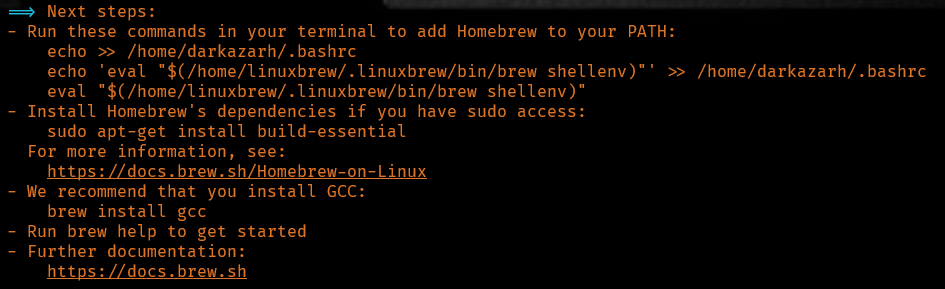 ==> Next steps:
- Run these commands in your terminal to add Homebrew to your PATH:
    echo >> /home/darkazarh/.bashrc
    echo 'eval "$(/home/linuxbrew/.linuxbrew/bin/brew shellenv)"' >> /home/darkazarh/.bashrc
    eval "$(/home/linuxbrew/.linuxbrew/bin/brew shellenv)"
- Install Homebrew's dependencies if you have sudo access:
    sudo apt-get install build-essential
  For more information, see:
    https://docs.brew.sh/Homebrew-on-Linux
- We recommend that you install GCC:
    brew install gcc
- Run brew help to get started
- Further documentation:
    https://docs.brew.sh